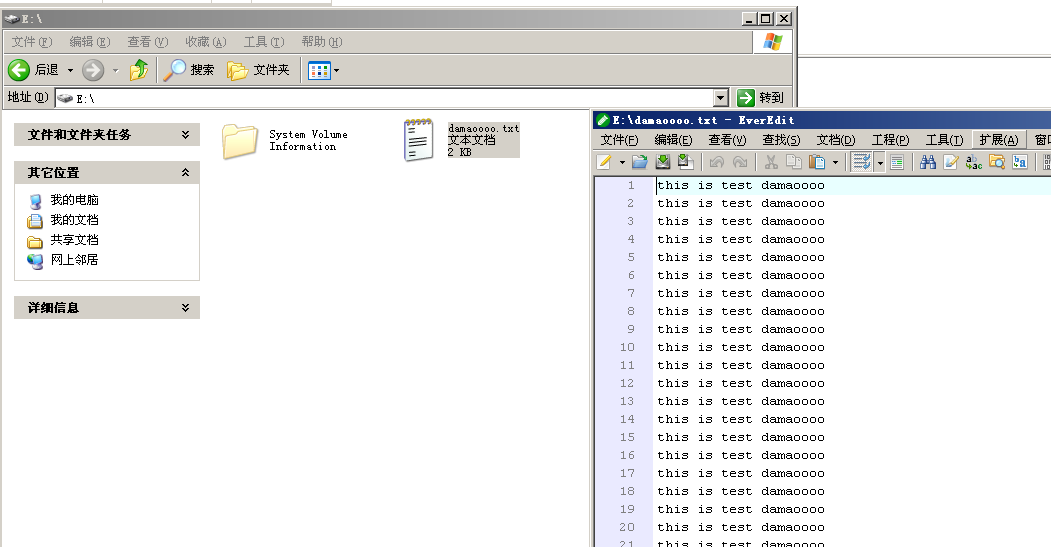 E:\
文件(F) 编辑(E) 查看(V) 收藏(A) 工具(T) 帮助(H)
后退 搜索 文件夹
地址(D) E:\ 转到
文件和文件夹任务
其它位置
我的电脑
我的文档
共享文档
网上邻居
详细信息
System Volume
Information
damaoooo.txt
文本文档
2 KB
E:\damaoooo.txt - EverEdit
文件(F) 编辑(E) 查看(V) 查找(S) 文档(D) 工程(P) 工具(T) 扩展(A) 窗口
1 this is test damaoooo
2 this is test damaoooo
3 this is test damaoooo
4 this is test damaoooo
5 this is test damaoooo
6 this is test damaoooo
7 this is test damaoooo
8 this is test damaoooo
9 this is test damaoooo
10 this is test damaoooo
11 this is test damaoooo
12 this is test damaoooo
13 this is test damaoooo
14 this is test damaoooo
15 this is test damaoooo
16 this is test damaoooo
17 this is test damaoooo
18 this is test damaoooo
19 this is test damaoooo
20 this is test damaoooo
21 this is test damaoooo